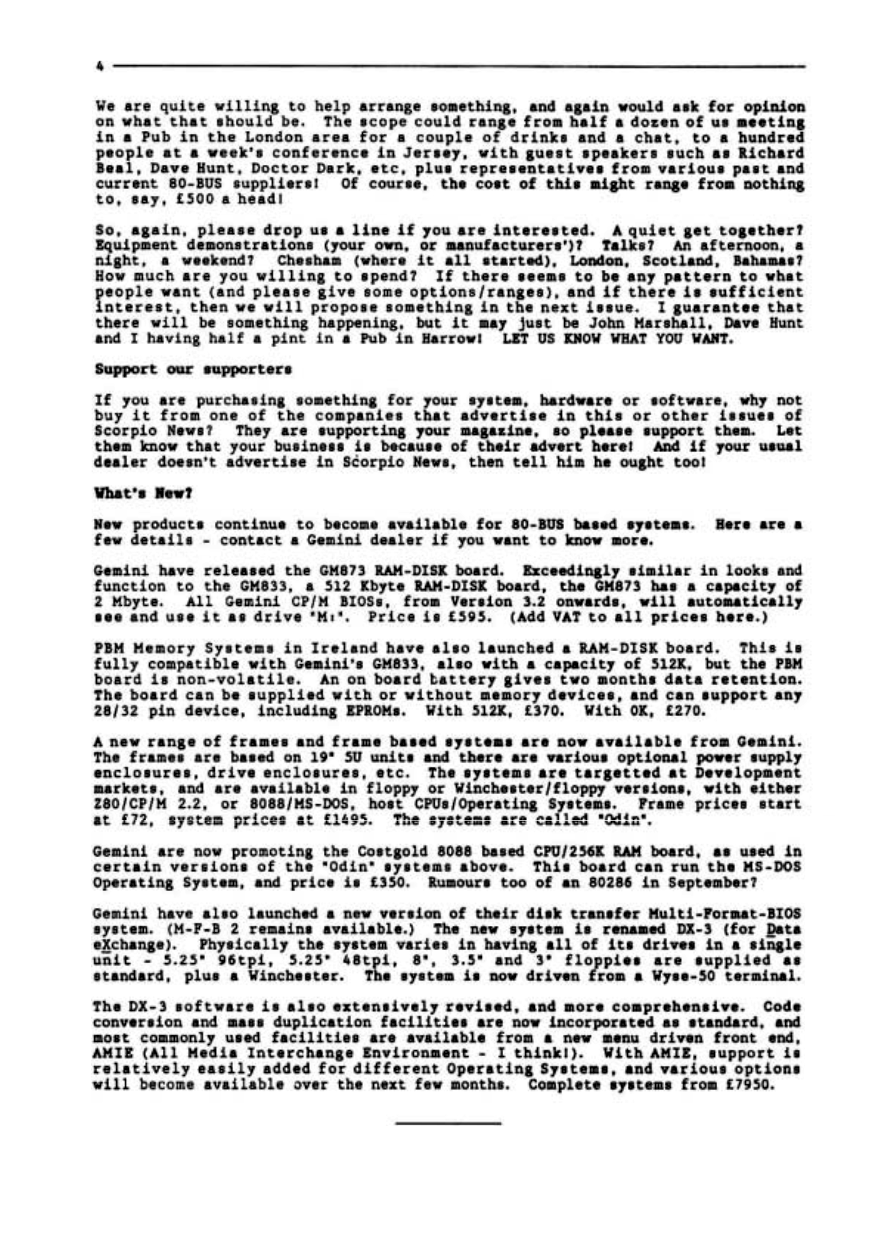 4
We are quite willing to help arrange something, and again would ask for opinion
on what that should be. The scope could range from half a dozen of us meeting
in a Pub in the London area for a couple of drinks and a chat, to a hundred
people at a week's conference in Jersey, with guest speakers such as Richard
Beal, Dave Hunt, Doctor Dark, etc, plus representatives from various past and
current 80-BUS suppliers! Of course, the cost of this might range from nothing
to, say, £500 a head!
So, again, please drop us a line if you are interested. A quiet get together?
Equipment demonstrations (your own, or manufacturers')? Talks? An afternoon, a
night, a weekend? Chesham (where it all started), London, Scotland, Bahamas?
How much are you willing to spend? If there seems to be any pattern to what
people want (and please give some options/ranges), and if there is sufficient
interest, then we will propose something in the next issue. I guarantee that
there will be something happening, but it may just be John Marshall, Dave Hunt
and I having half a pint in a Pub in Harrow! LET US KNOW WHAT YOU WANT.
Support our supporters
If you are purchasing something for your system, hardware or software, why not
buy it from one of the companies that advertise in this or other issues of
Scorpio News? They are supporting your magazine, so please support them. Let
them know that your business is because of their advert here! And if your usual
dealer doesn't advertise in Scorpio News, then tell him he ought too!
What's New?
New products continue to become available for 80-BUS based systems. Here are a
few details - contact a Gemini dealer if you want to know more.
Gemini have released the GM873 RAM-DISK board. Exceedingly similar in looks and
function to the GM833, a 512 Kbyte RAM-DISK board, the GM873 has a capacity of
2 Mbyte. All Gemini CP/M BIOSs, from Version 3.2 onwards, will automatically
see and use it as drive "M:". Price is £595. (Add VAT to all prices here.)
PBM Memory Systems in Ireland have also launched a RAM-DISK board. This is
fully compatible with Gemini's GM833, also with a capacity of 512K, but the PBM
board is non-volatile. An on board battery gives two months data retention.
The board can be supplied with or without memory devices, and can support any
28/32 pin device, including EPROMs. With 512K, £370. With 0K, £270.
A new range of frames and frame based systems are now available from Gemini.
The frames are based on 19" 5U units and there are various optional power supply
enclosures, drive enclosures, etc. The systems are targetted at Development
markets, and are available in floppy or Winchester/floppy versions, with either
Z80/CP/M 2.2, or 8088/MS-DOS, host CPUs/Operating Systems. Frame prices start
at £72, system prices at £1495. The systems are called "Odin".
Gemini are now promoting the Costgold 8088 based CPU/256K RAM board, as used in
certain versions of the "Odin" systems above. This board can run the MS-DOS
Operating System, and price is £350. Rumours too of an 80286 in September?
Gemini have also launched a new version of their disk transfer Multi-Format-BIOS
system. (M-F-B 2 remains available.) The new system is renamed DX-3 (for Data
eXchange). Physically the system varies in having all of its drives in a single
unit - 5.25" 96tpi, 5.25" 48tpi, 8", 3.5" and 3" floppies are supplied as
standard, plus a Winchester. The system is now driven from a Wyse-50 terminal.
The DX-3 software is also extensively revised, and more comprehensive. Code
conversion and mass duplication facilities are now incorporated as standard, and
most commonly used facilities are available from a new menu driven front end,
AMIE (All Media Interchange Environment - I think!). With AMIE, support is
relatively easily added for different Operating Systems, and various options
will become available over the next few months. Complete systems from £7950.